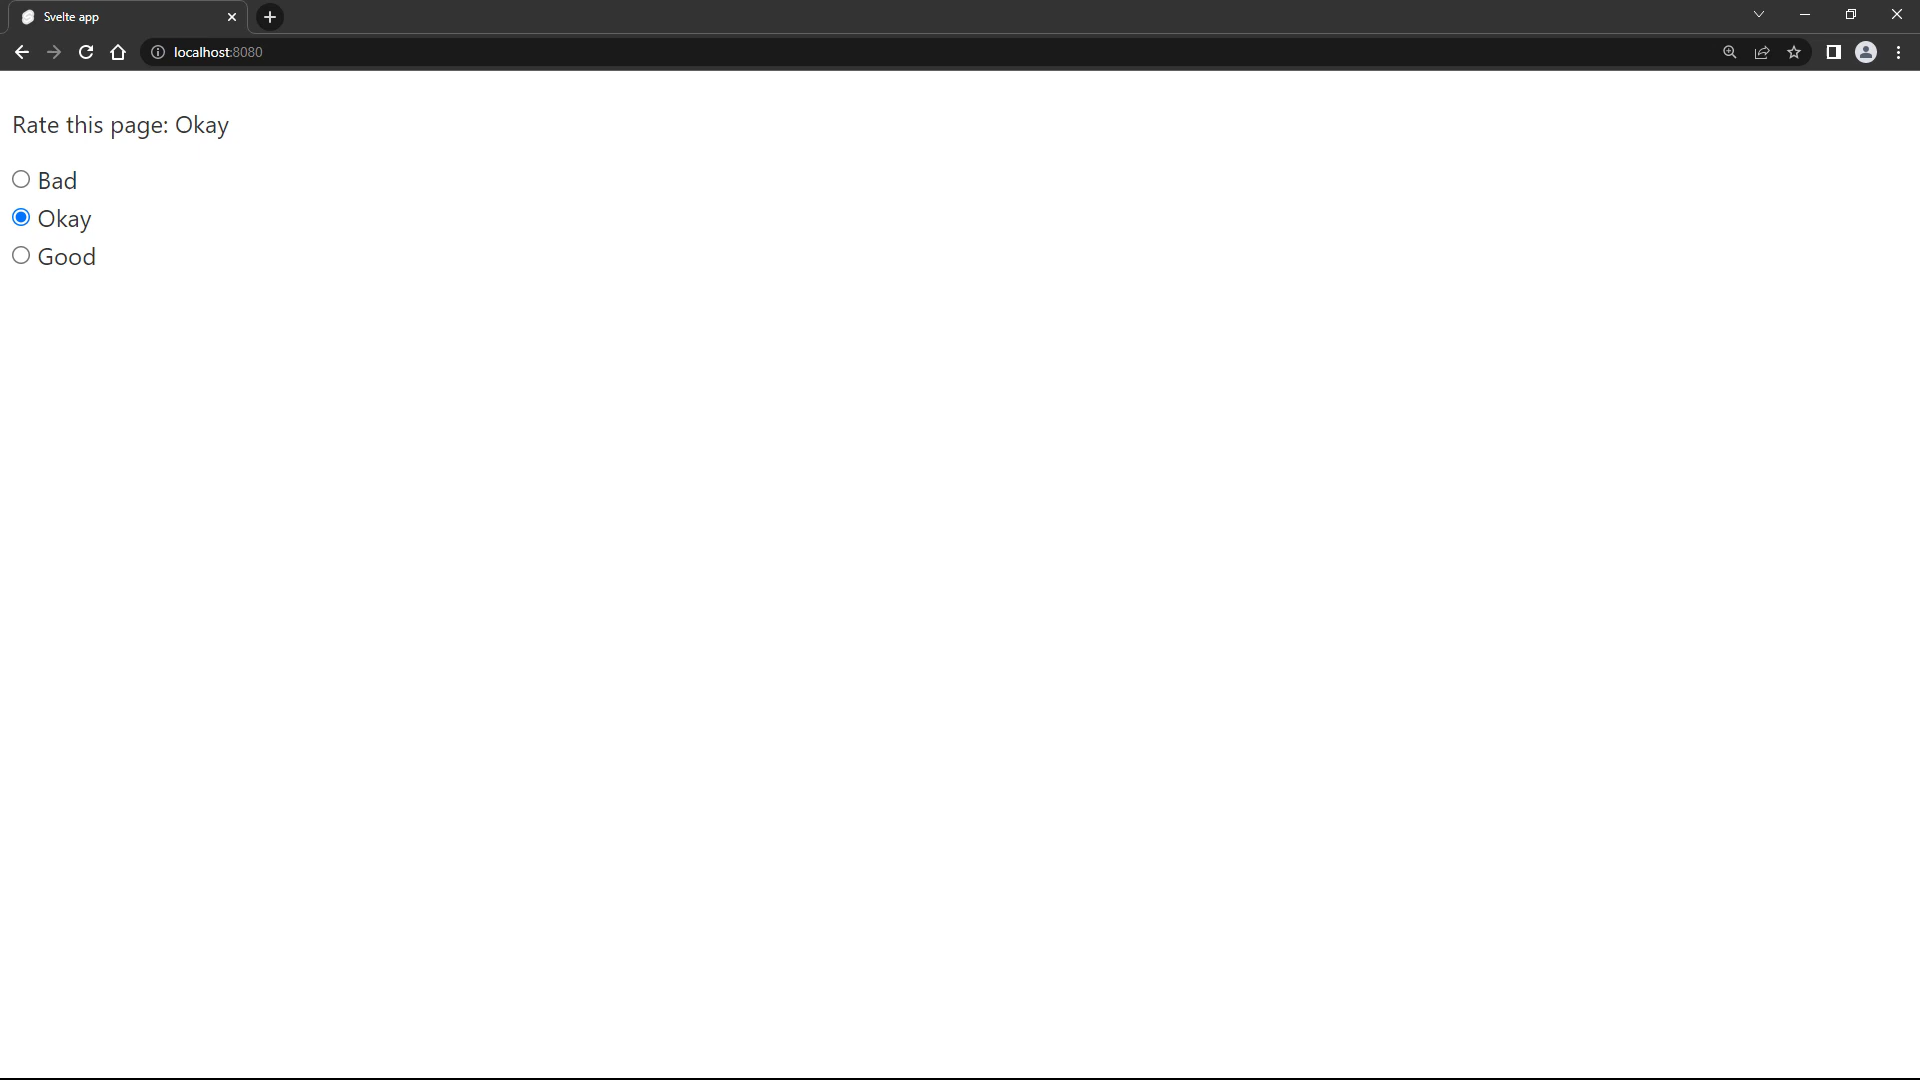 Svelte app
localhost:8080
Rate this page: Okay
Bad
Okay
Good